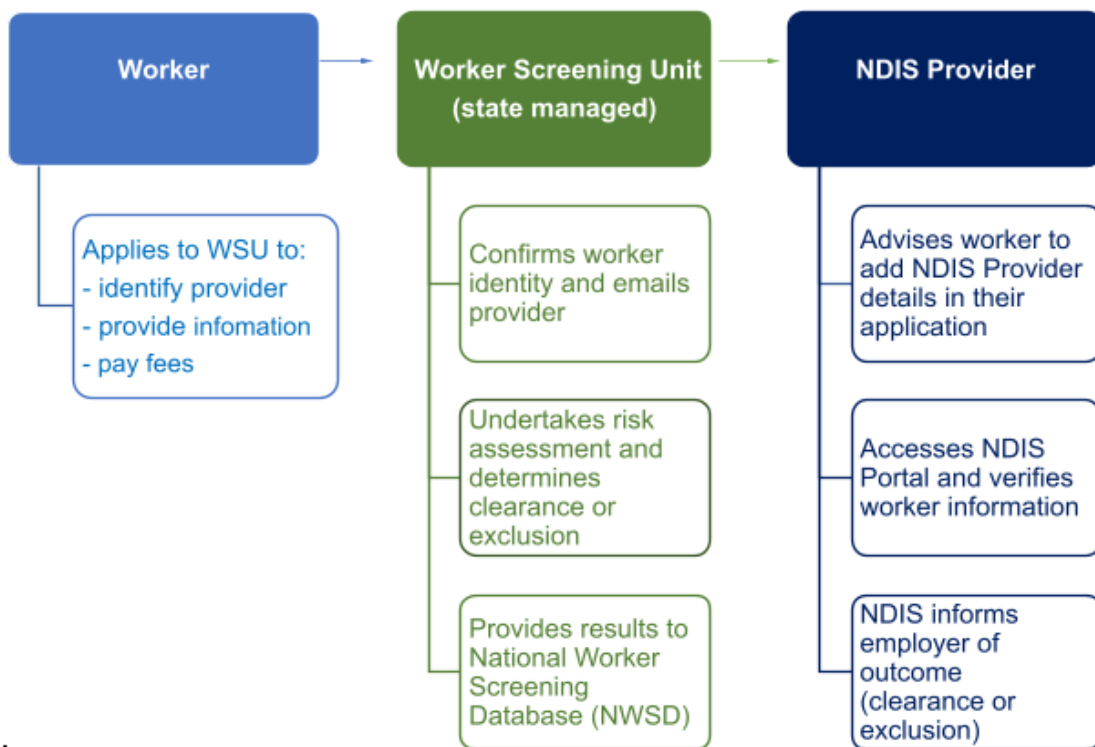 Worker
Applies to WSU to:
- identify provider
- provide infomation
- pay fees
Worker Screening Unit
(state managed)
Confirms worker
identity and emails
provider
Undertakes risk
assessment and
determines
clearance or
exclusion
Provides results to
National Worker
Screening
Database (NWSD)
NDIS Provider
Advises worker to
add NDIS Provider
details in their
application
Accesses NDIS
Portal and verifies
worker information
NDIS informs
employer of
outcome
(clearance or
exclusion)